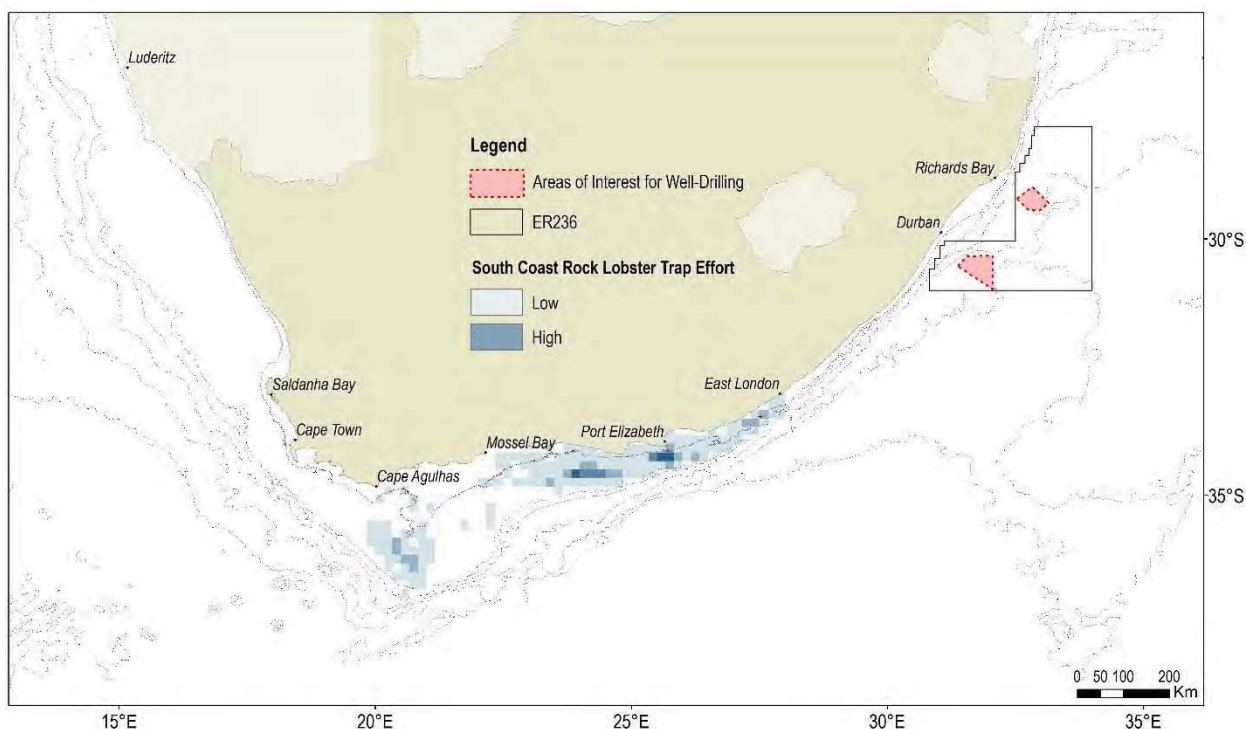 Luderitz
Legend
Areas of Interest for Well-Drilling
ER236
South Coast Rock Lobster Trap Effort
Low
High
Richards Bay
Durban
30°S
Saldanha Bay
Cape Town
East London
Port Elizabeth
Mossel Bay
Cape Agulhas
35°S
0 50 100 200
Km
15°E 20°E 25°E 30°E 35°E